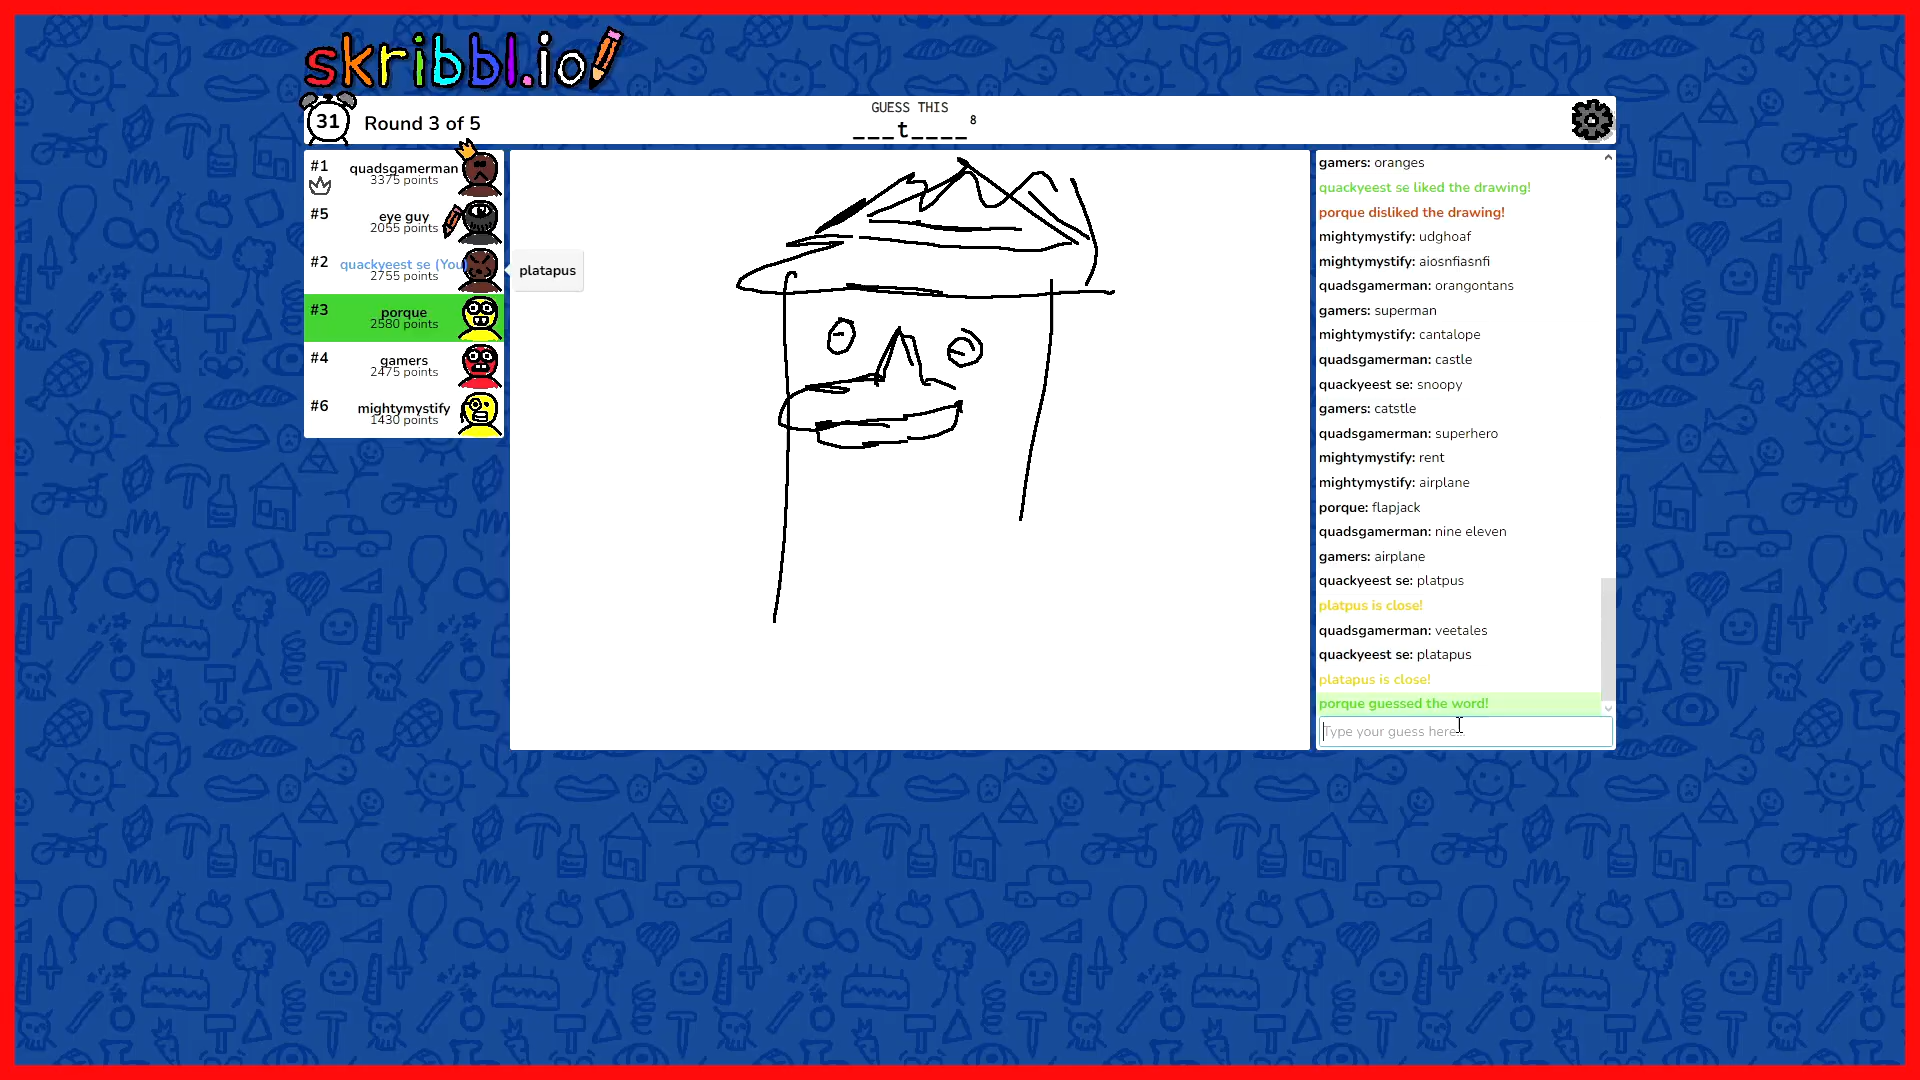 skribbl.io
31
Round 3 of 5
GUESS THIS
___t____ 8
#1
quadsgamerman
3375 points
#5
eye guy
2055 points
#2
quackyeest se (You)
2755 points
platapus
#3
porque
2580 points
#4
gamers
2475 points
#6
mightymystify
1430 points
gamers: oranges
quackyeest se liked the drawing!
porque disliked the drawing!
mightymystify: udghoaf
mightymystify: aiosnfiasnfi
quadsgamerman: orangontans
gamers: superman
mightymystify: cantalope
quadsgamerman: castle
quackyeest se: snoopy
gamers: catstle
quadsgamerman: superhero
mightymystify: rent
mightymystify: airplane
porque: flapjack
quadsgamerman: nine eleven
gamers: airplane
quackyeest se: platpus
platpus is close!
quadsgamerman: veetales
quackyeest se: platapus
platapus is close!
porque guessed the word!
Type your guess here...